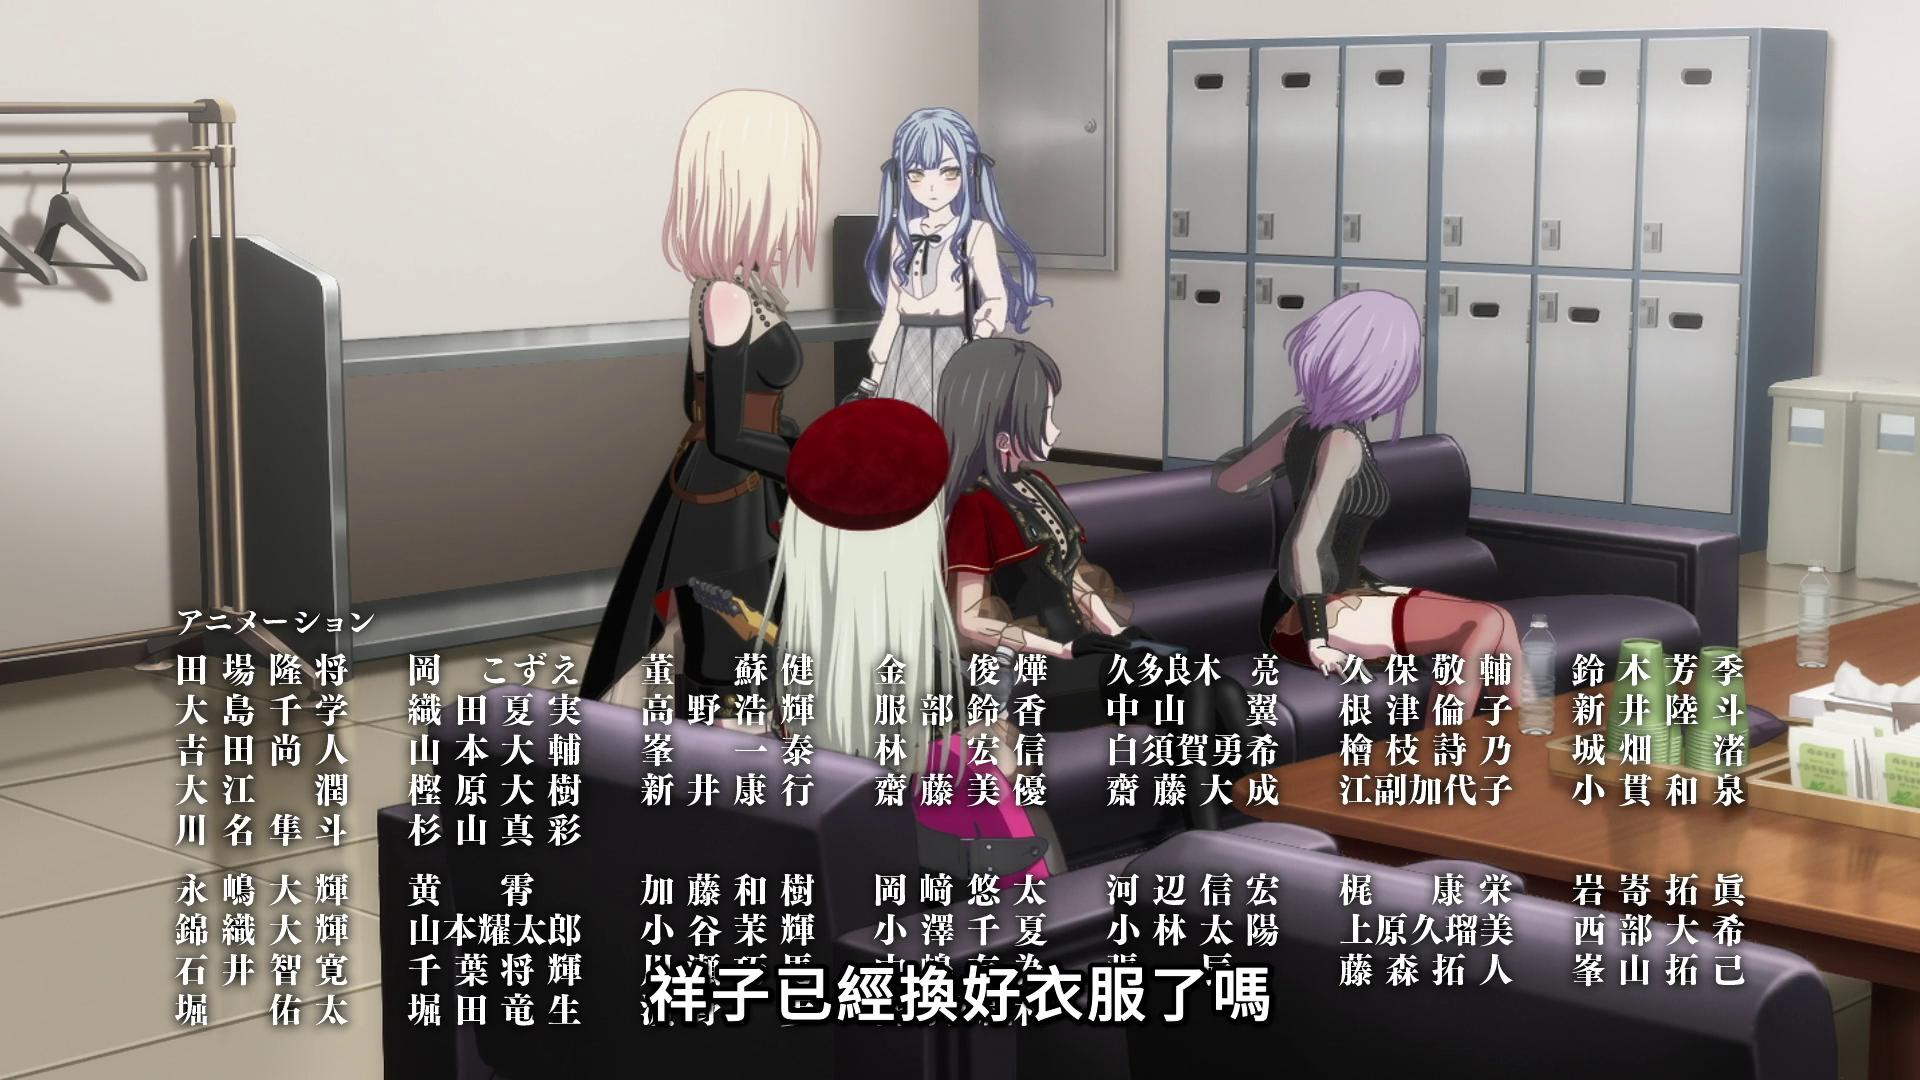 アニメーション
田場隆将 岡 こずえ 董 蘇健 金 俊燁 久多良木 亮 久保敬輔 鈴木芳季
大島千学 織田夏実 高野浩輝 服部鈴香 中山 翼 根津倫子 新井陸斗
吉田尚人 山本大輔 峯 一泰 林 宏信 白須賀勇希 檜枝詩乃 城畑 渚
大江 潤 樫原大樹 新井康行 齋藤美優 齋藤大成 江副加代子 小貫和泉
川名隼斗 杉山真彩
永嶋大輝 黄 霄 加藤和樹 岡﨑悠太 河辺信宏 梶 康栄 岩嵜拓眞
錦織大輝 山本耀太郎 小谷茉輝 小澤千夏 小林太陽 上原久瑠美 西部大希
石井智寛 千葉将輝 藤森拓人 峯山拓己
堀 佑太 堀田竜生
祥子已經換好衣服了嗎